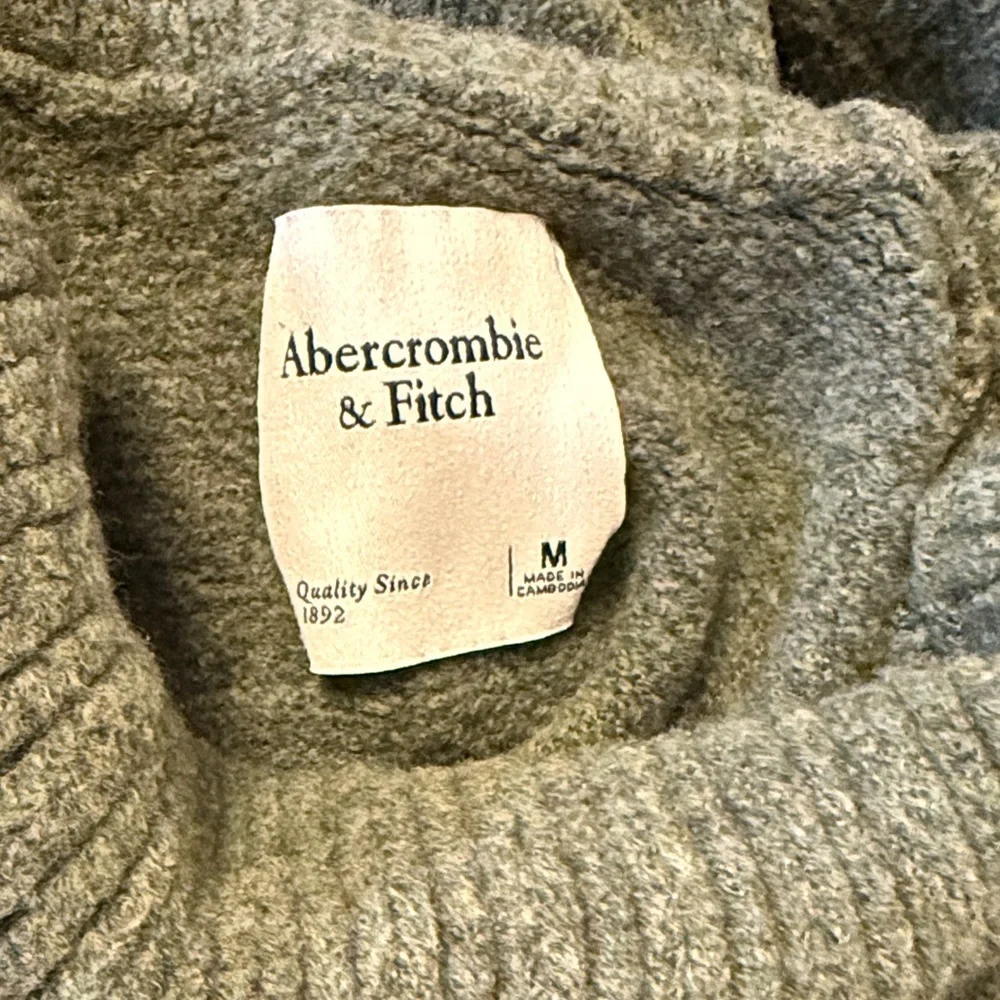 Abercrombie
& Fitch
Quality Since
1892
M
MADE IN
CAMBODIA